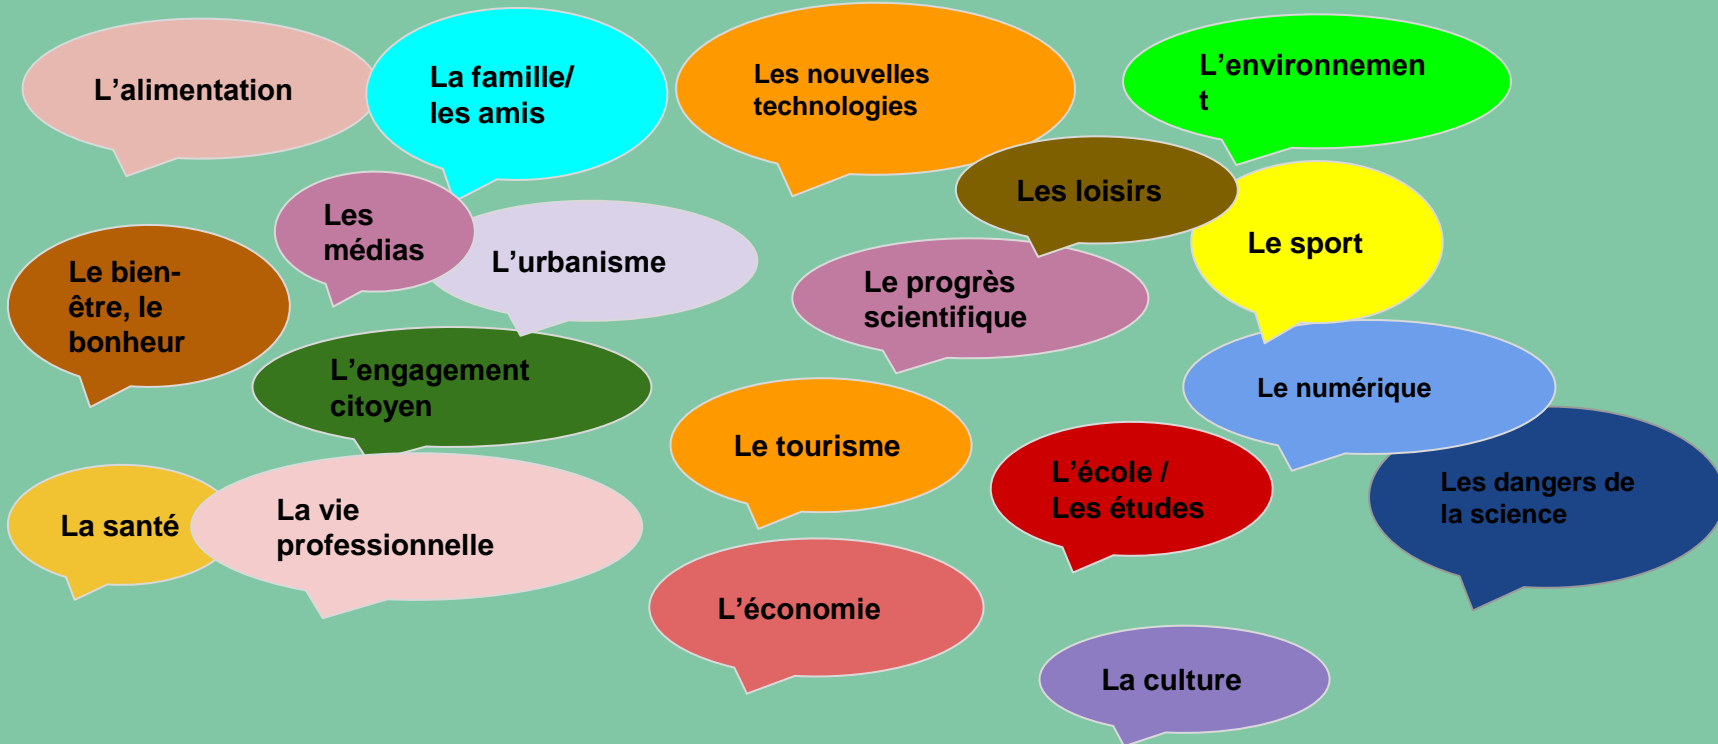 L’alimentation
La famille/
les amis
Les nouvelles
technologies
L’environnemen
t
Les loisirs
Les
médias
L’urbanisme
Le sport
Le bien-
être, le
bonheur
Le progrès
scientifique
L’engagement
citoyen
Le numérique
Le tourisme
L’école /
Les études
Les dangers de
la science
La santé
La vie
professionnelle
L’économie
La culture